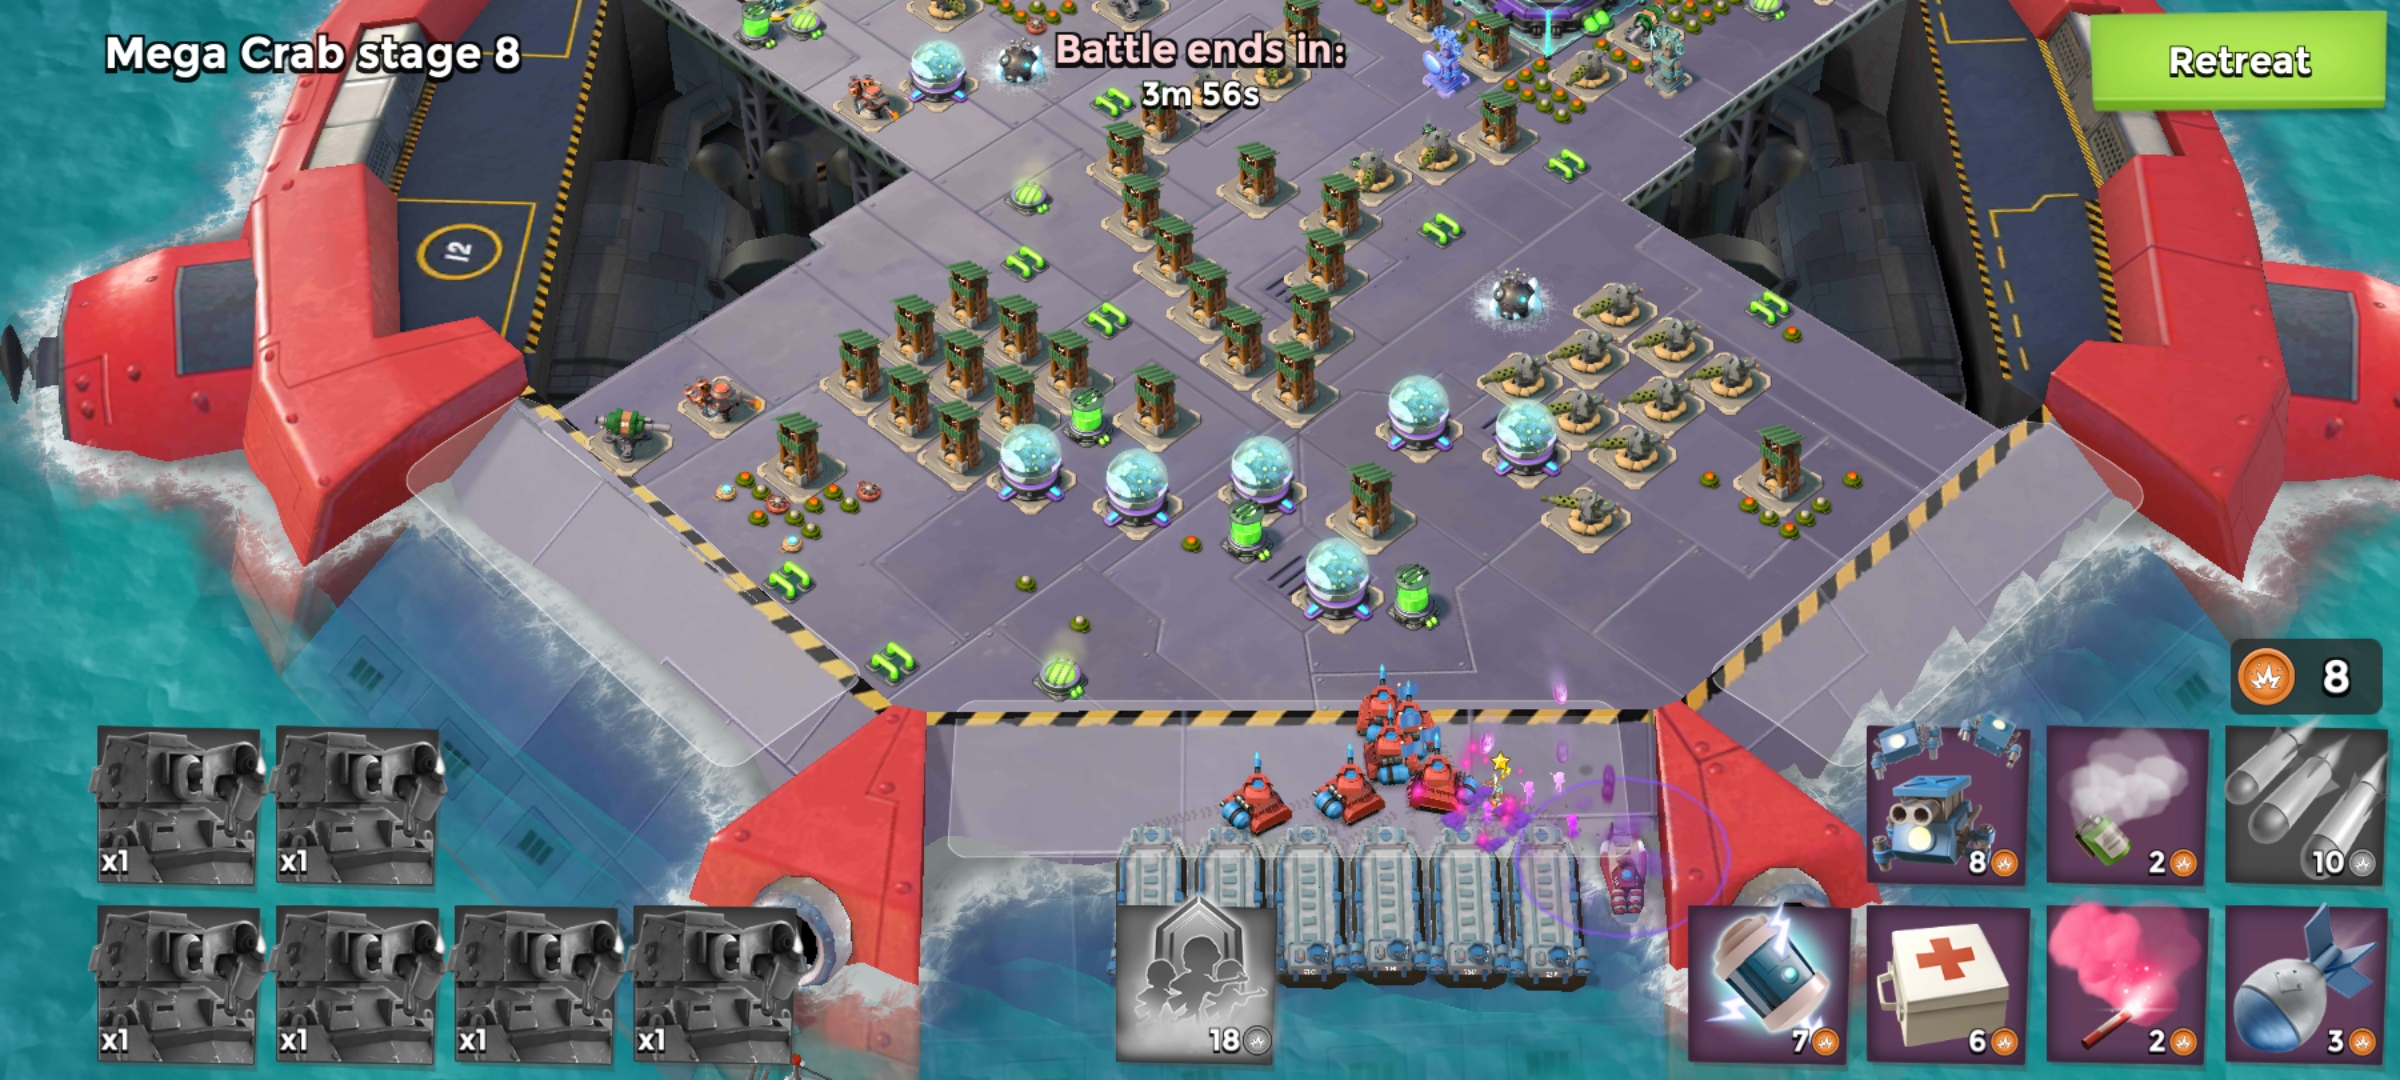 Mega Crab stage 8
Battle ends in:
3m 56s
Retreat
12
8
x1
x1
8
2
10
x1
x1
x1
x1
18
7
6
2
3